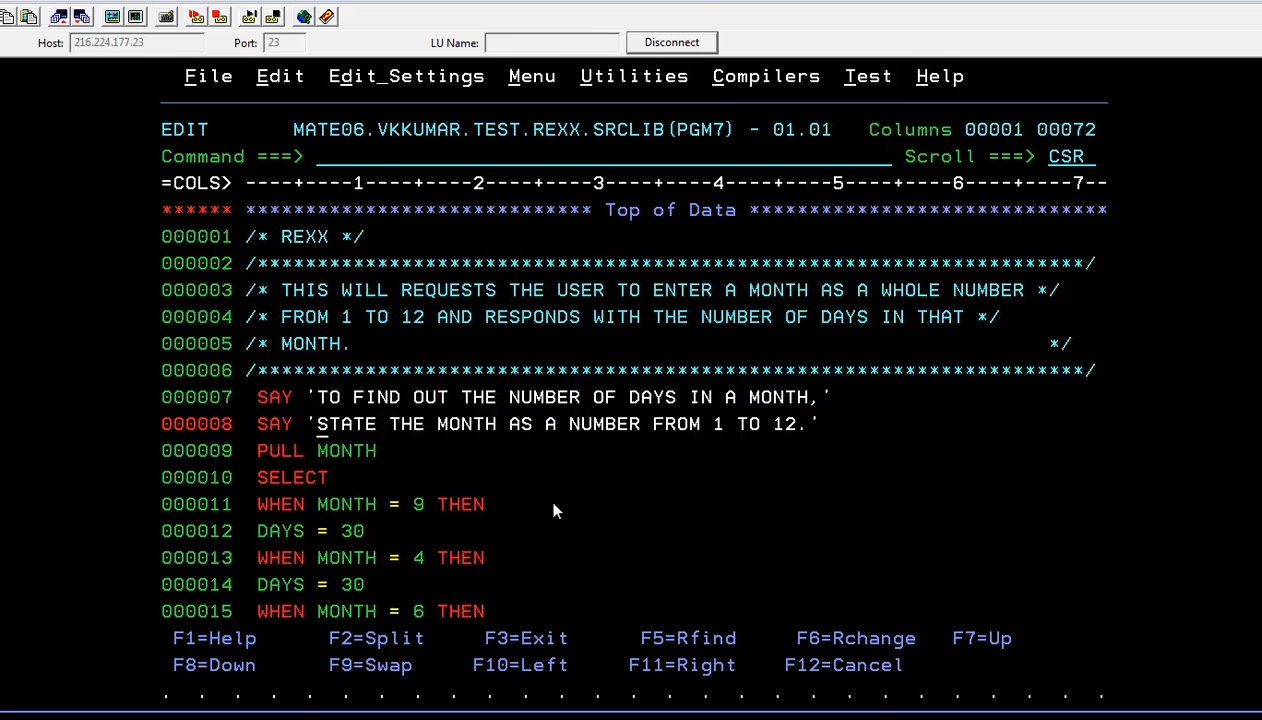 Host: 216.224.177.23 Port: 23 LU Name: Disconnect
File Edit Edit_Settings Menu Utilities Compilers Test Help
EDIT MATE06.VKKUMAR.TEST.REXX.SRCLIB(PGM7) - 01.01 Columns 00001 00072
Command ===> Scroll ===> CSR
=COLS> ----+----1----+----2----+----3----+----4----+----5----+----6----+----7--
****** ***************************** Top of Data ******************************
000001 /* REXX */
000002 /*********************************************************************/
000003 /* THIS WILL REQUESTS THE USER TO ENTER A MONTH AS A WHOLE NUMBER */
000004 /* FROM 1 TO 12 AND RESPONDS WITH THE NUMBER OF DAYS IN THAT */
000005 /* MONTH. */
000006 /*********************************************************************/
000007 SAY 'TO FIND OUT THE NUMBER OF DAYS IN A MONTH,'
000008 SAY 'STATE THE MONTH AS A NUMBER FROM 1 TO 12.'
000009 PULL MONTH
000010 SELECT
000011 WHEN MONTH = 9 THEN
000012 DAYS = 30
000013 WHEN MONTH = 4 THEN
000014 DAYS = 30
000015 WHEN MONTH = 6 THEN
F1=Help F2=Split F3=Exit F5=Rfind F6=Rchange F7=Up
F8=Down F9=Swap F10=Left F11=Right F12=Cancel